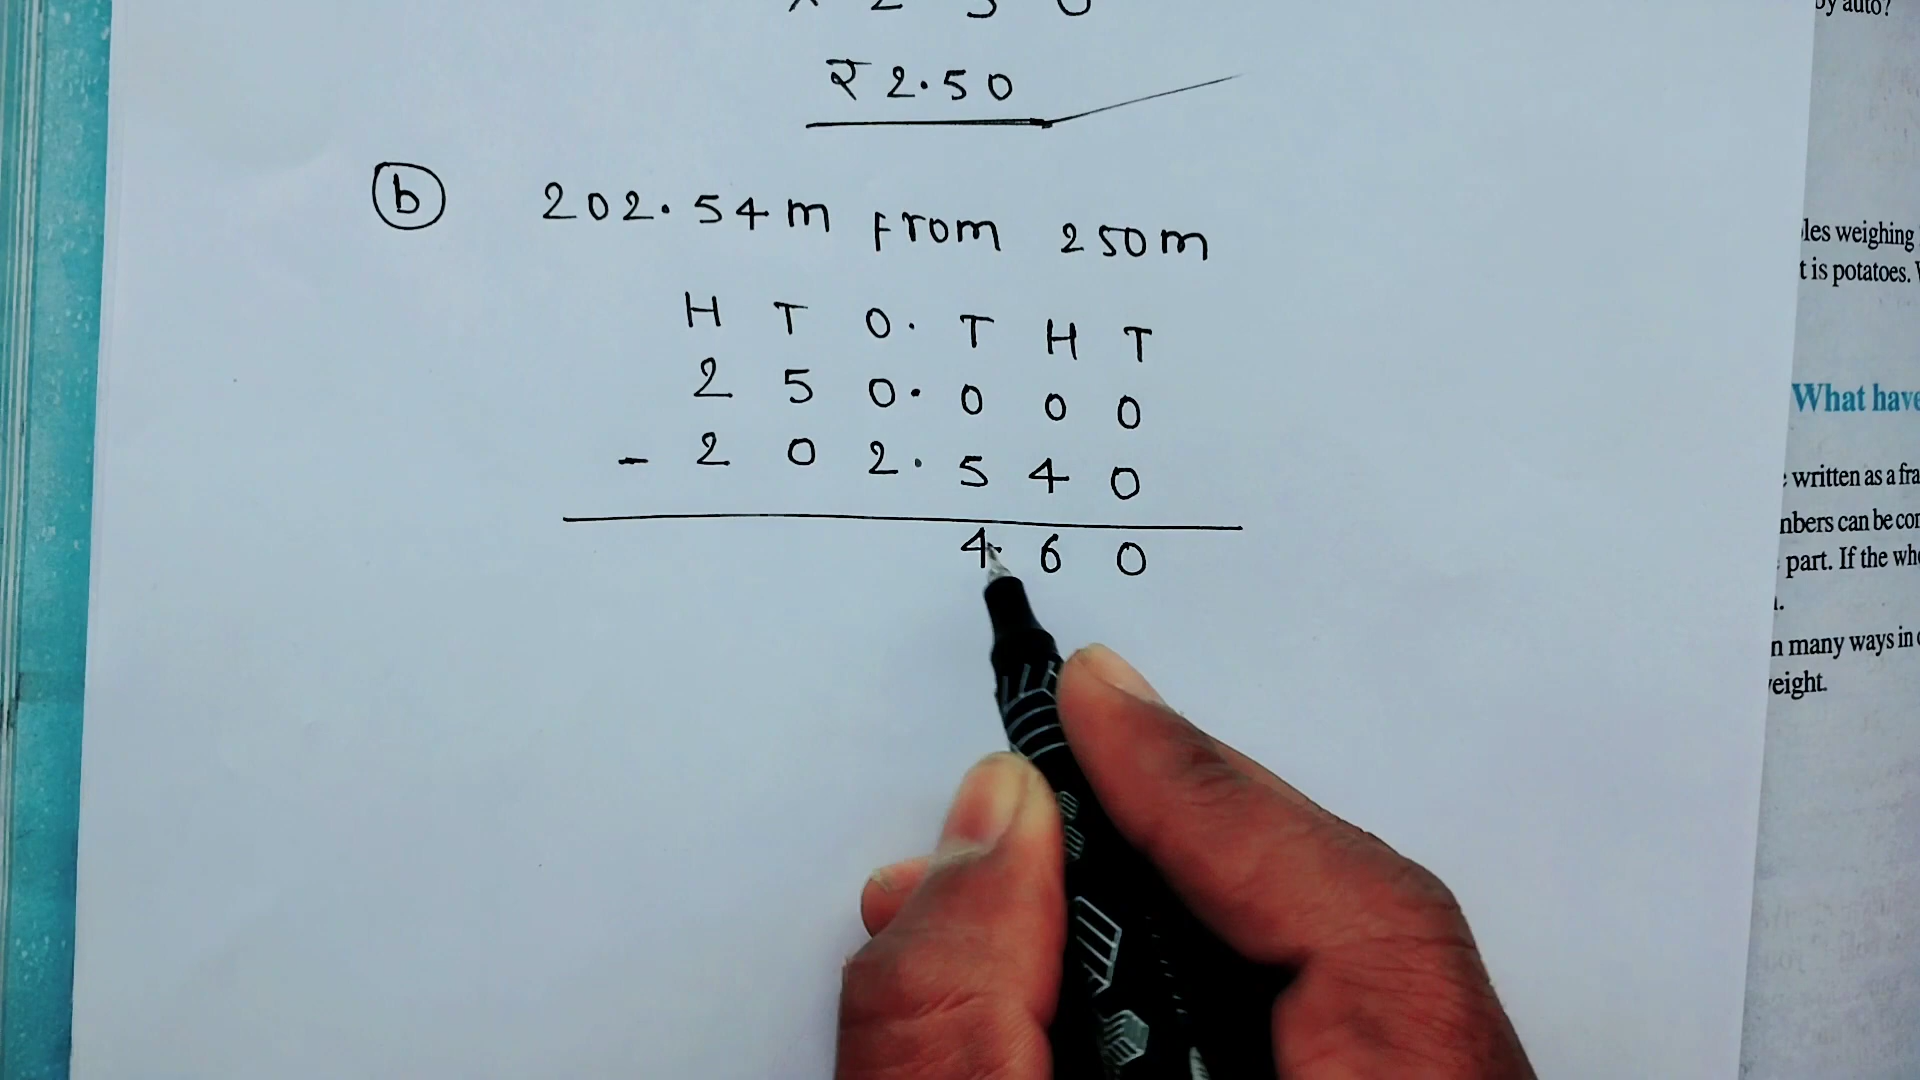 ₹ 2.50
b 202.54m From 250m
H T O. T H T
2 5 0. 0 0 0
- 2 0 2. 5 4 0
4 6 0
by auto?
les weighing
t is potatoes.
What have
written as a fra
nbers can be con
part. If the who
n many ways in
eight.